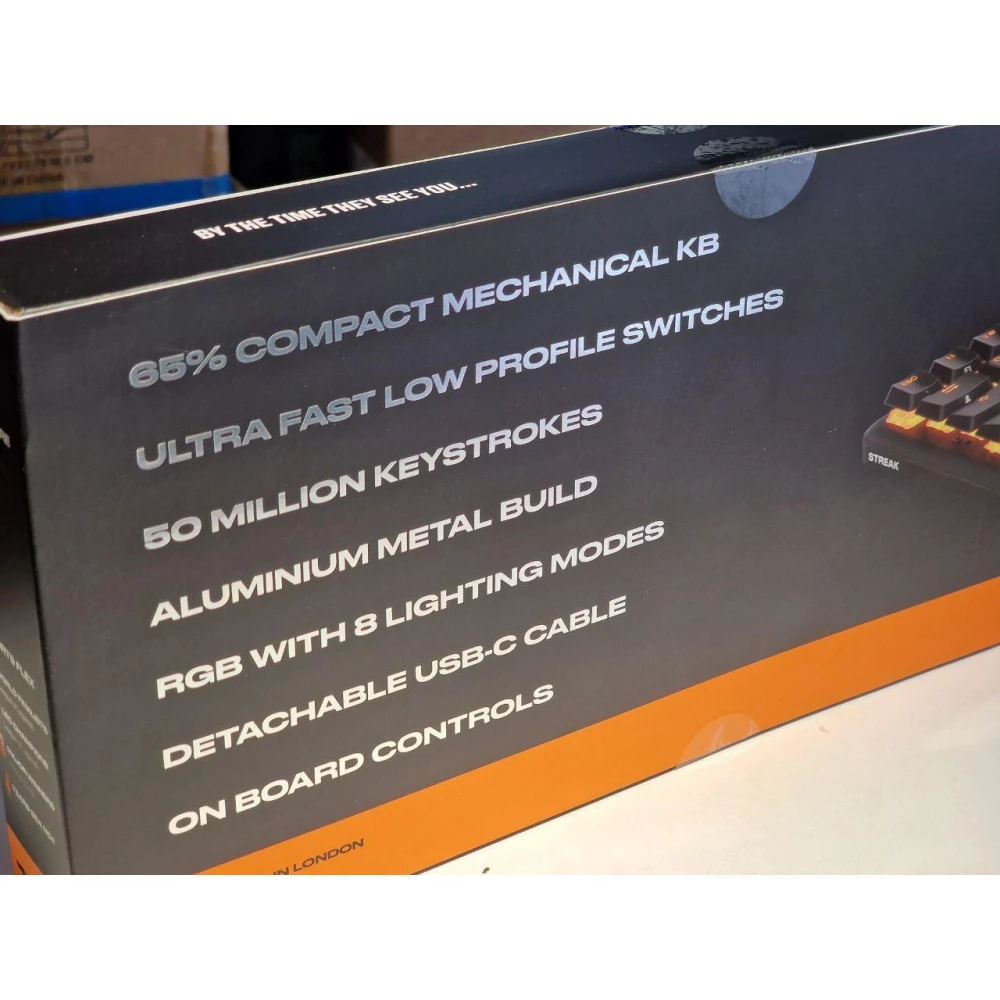 BY THE TIME THEY SEE YOU...
65% COMPACT MECHANICAL KB
ULTRA FAST LOW PROFILE SWITCHES
50 MILLION KEYSTROKES
ALUMINIUM METAL BUILD
RGB WITH 8 LIGHTING MODES
DETACHABLE USB-C CABLE
ON BOARD CONTROLS
STREAK
IN LONDON